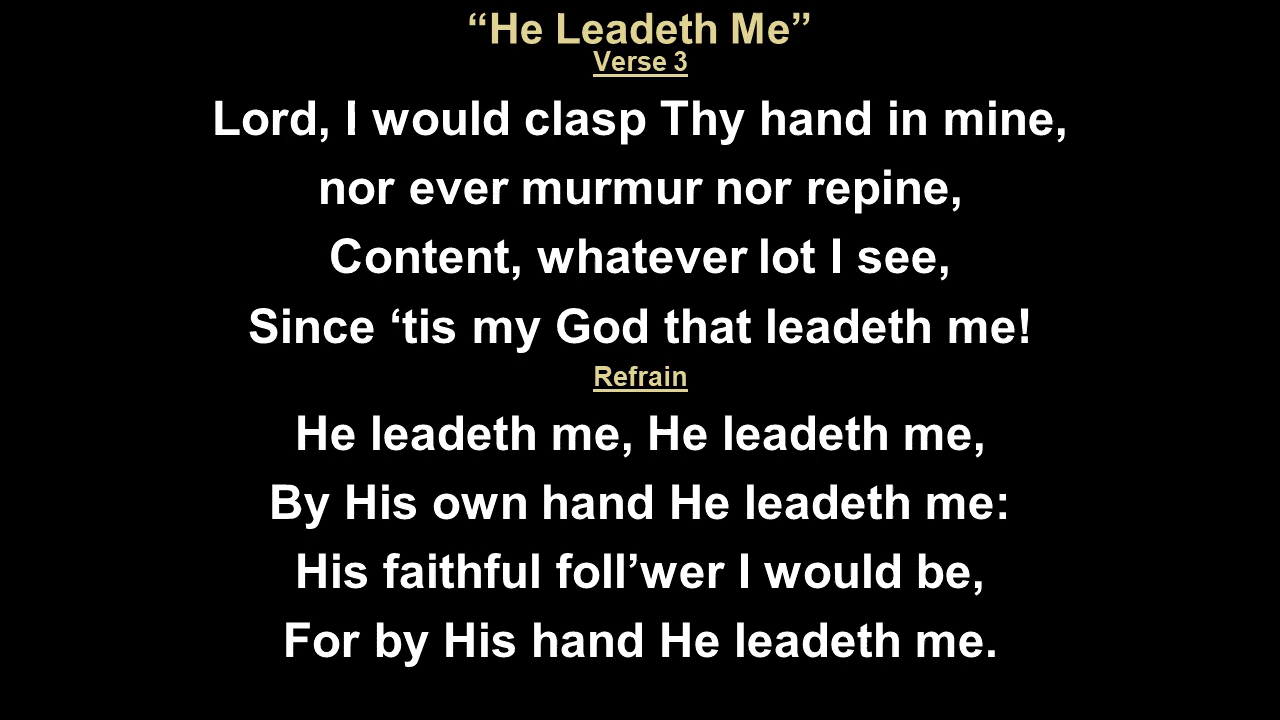 “He Leadeth Me”
Verse 3
Lord, I would clasp Thy hand in mine,
nor ever murmur nor repine,
Content, whatever lot I see,
Since ‘tis my God that leadeth me!
Refrain
He leadeth me, He leadeth me,
By His own hand He leadeth me:
His faithful foll’wer I would be,
For by His hand He leadeth me.